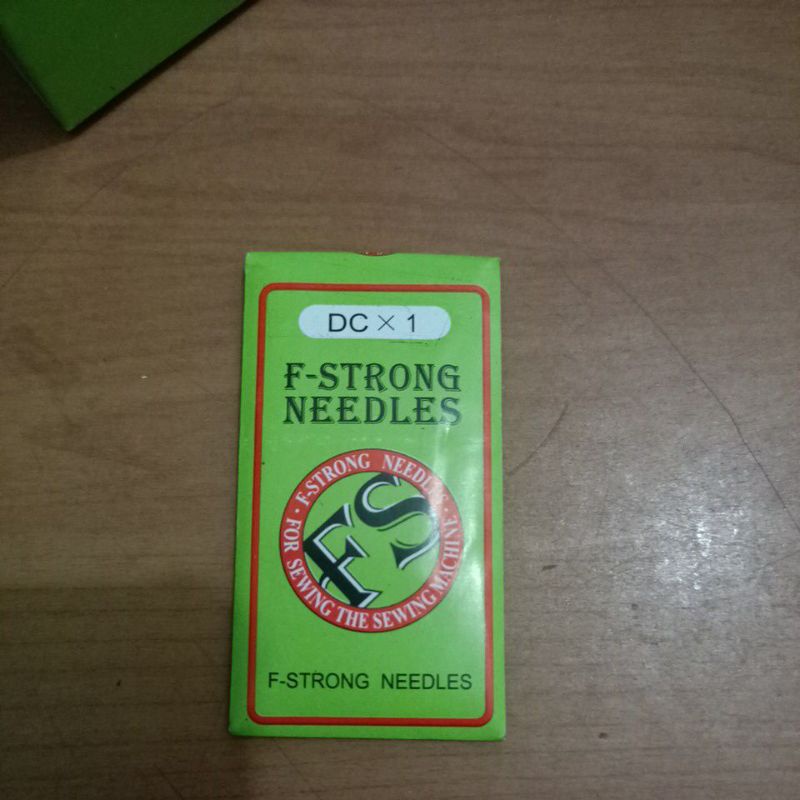 DC × 1
F-STRONG
NEEDLES
· F-STRONG NEEDLES ·
FOR SEWING THE SEWING MACHINE
FS
F-STRONG NEEDLES